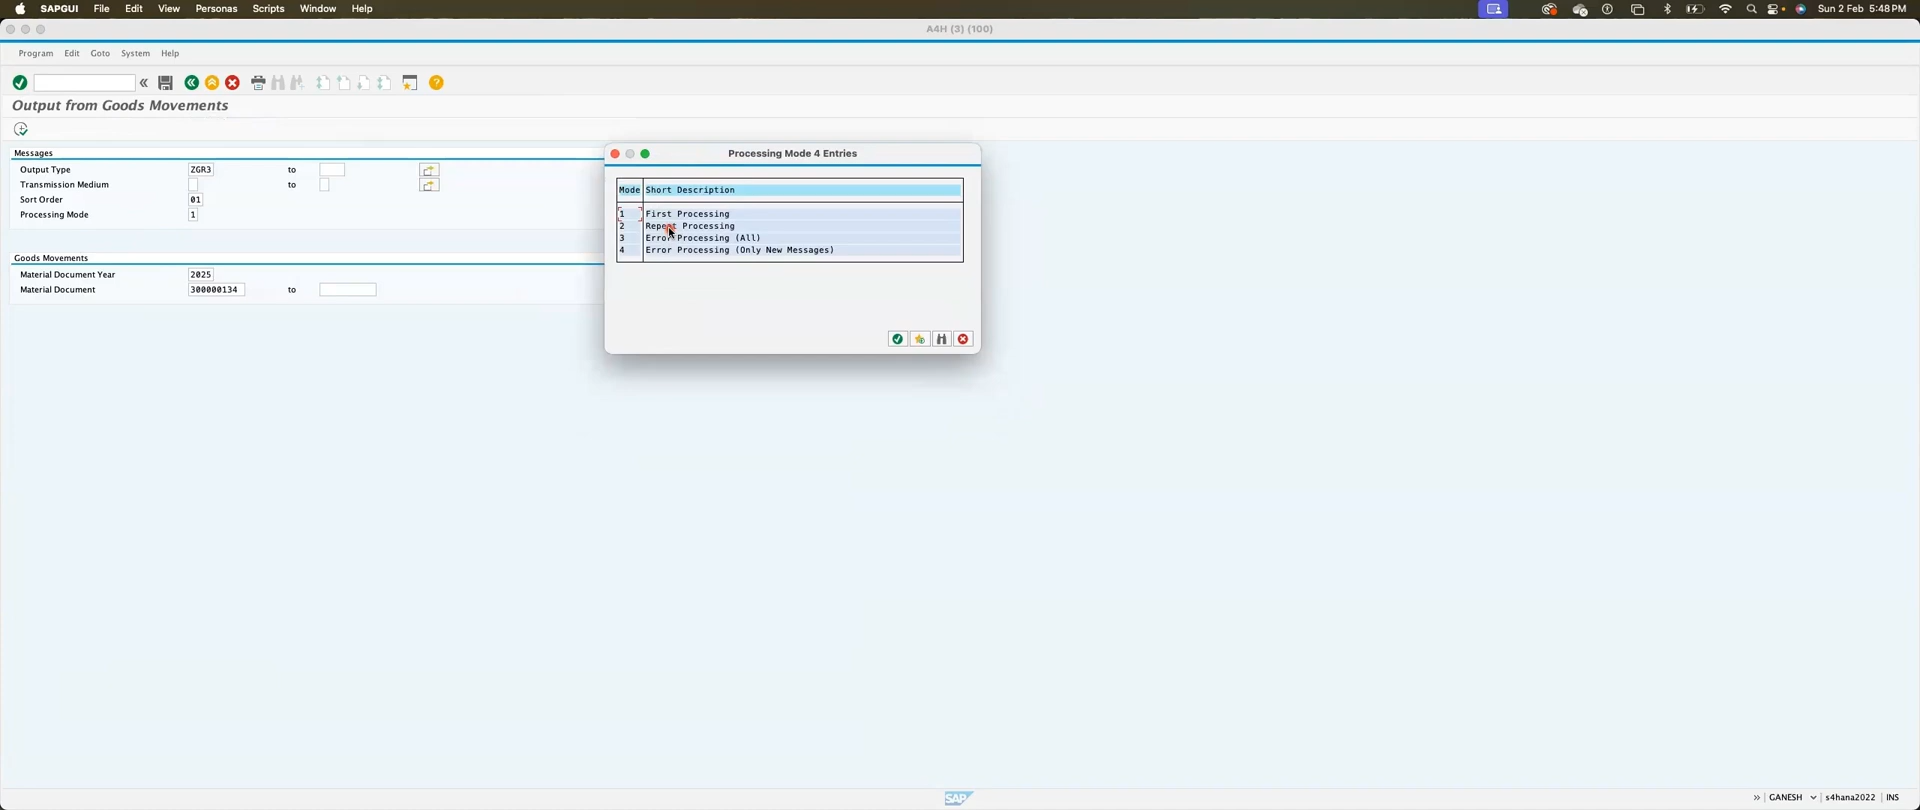 SAPGUI File Edit View Personas Scripts Window Help Sun 2 Feb 5:48 PM
A4H (3) (100)
Program Edit Goto System Help
Output from Goods Movements
Messages
Output Type ZGR3 to
Transmission Medium to
Sort Order 01
Processing Mode 1
Goods Movements
Material Document Year 2025
Material Document 300000134 to
Processing Mode 4 Entries
Mode Short Description
1 First Processing
2 Repeat Processing
3 Error Processing (All)
4 Error Processing (Only New Messages)
SAP
GANESH s4hana2022 INS